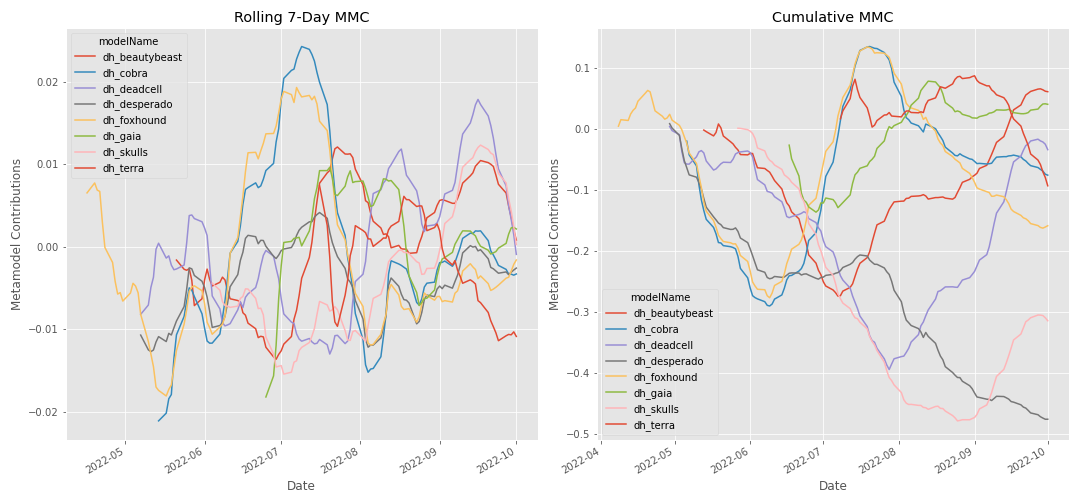 Rolling 7-Day MMC
Metamodel Contributions
0.02
0.01
0.00
−0.01
−0.02
modelName
dh_beautybeast
dh_cobra
dh_deadcell
dh_desperado
dh_foxhound
dh_gaia
dh_skulls
dh_terra
2022-05
2022-06
2022-07
2022-08
2022-09
2022-10
Date
Cumulative MMC
Metamodel Contributions
0.1
0.0
−0.1
−0.2
−0.3
−0.4
−0.5
modelName
dh_beautybeast
dh_cobra
dh_deadcell
dh_desperado
dh_foxhound
dh_gaia
dh_skulls
dh_terra
2022-04
2022-05
2022-06
2022-07
2022-08
2022-09
2022-10
Date